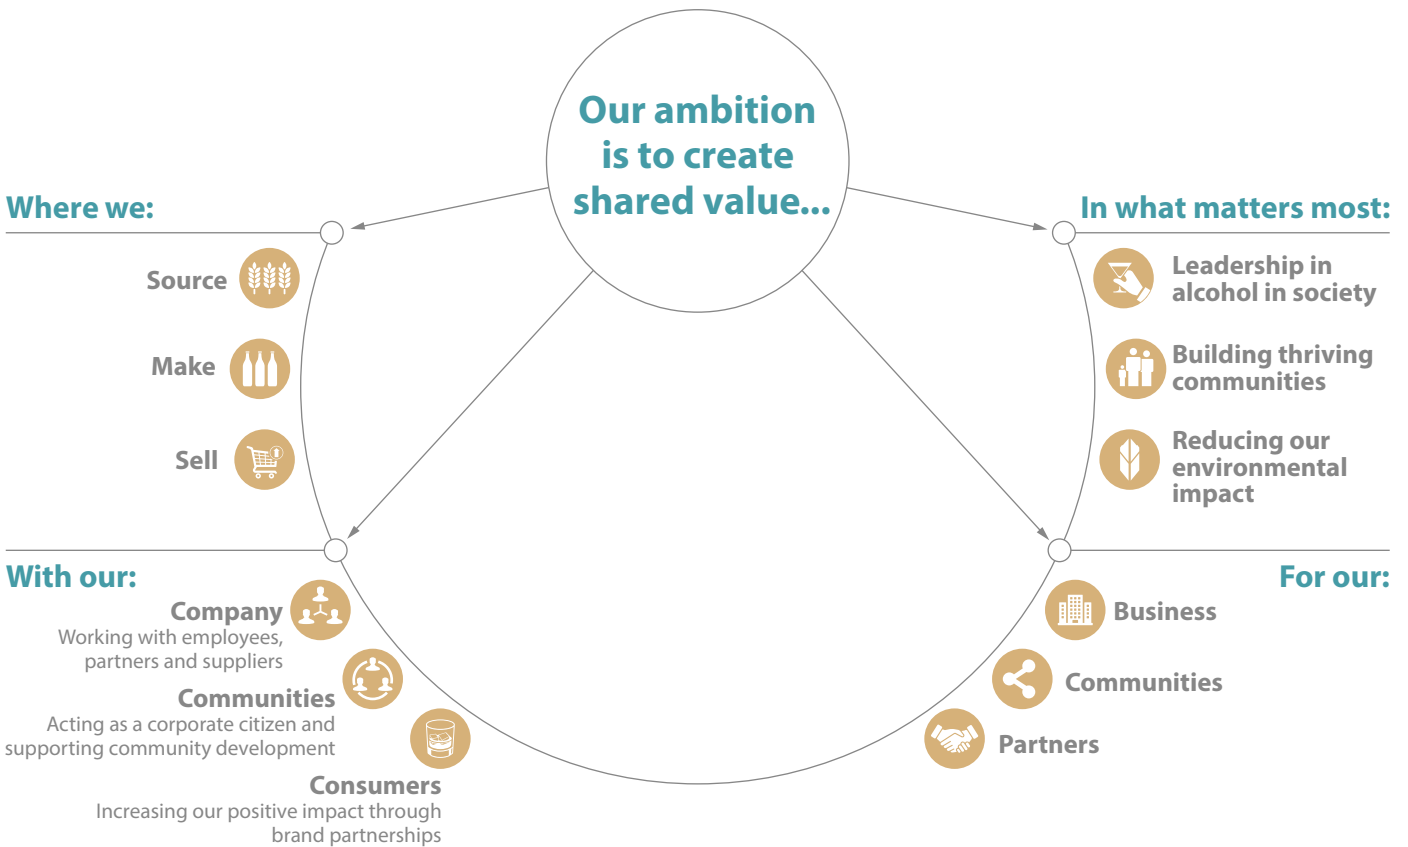 Our ambition
is to create
shared value...
Where we:
Source
Make
Sell
In what matters most:
Leadership in
alcohol in society
Building thriving
communities
Reducing our
environmental
impact
With our:
Company
Working with employees,
partners and suppliers
Communities
Acting as a corporate citizen and
supporting community development
Consumers
Increasing our positive impact through
brand partnerships
For our:
Business
Communities
Partners